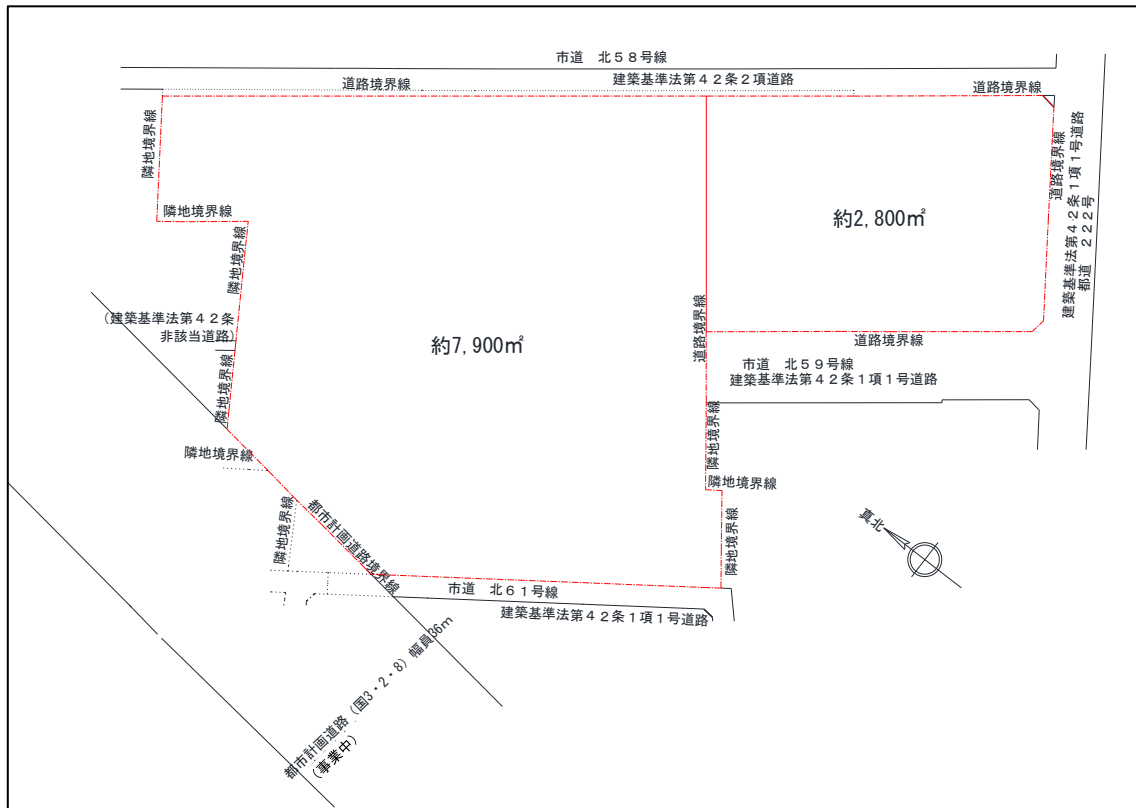 市道 北58号線
建築基準法第42条2項道路
道路境界線
道路境界線
隣地境界線
隣地境界線
隣地境界線
(建築基準法第42条
非該当道路)
隣地境界線
隣地境界線
隣地境界線
都市計画道路境界線
約7,900㎡
約2,800㎡
道路境界線
建築基準法第42条1項1号道路
都道 222号
道路境界線
道路境界線
市道 北59号線
建築基準法第42条1項1号道路
隣地境界線
隣地境界線
隣地境界線
真北
市道 北61号線
建築基準法第42条1項1号道路
都市計画道路(国3・2・8)幅員36m
(事業中)